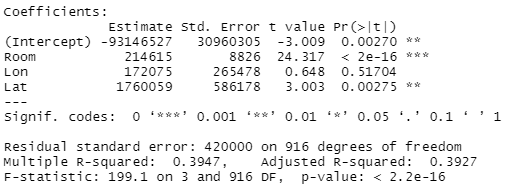 Coefficients:
Estimate Std. Error t value Pr(>|t|)
(Intercept) -93146527 30960305 -3.009 0.00270 **
Room 214615 8826 24.317 < 2e-16 ***
Lon 172075 265478 0.648 0.51704
Lat 1760059 586178 3.003 0.00275 **
---
Signif. codes: 0 ‘***’ 0.001 ‘**’ 0.01 ‘*’ 0.05 ‘.’ 0.1 ‘ ’ 1
Residual standard error: 420000 on 916 degrees of freedom
Multiple R-squared: 0.3947, Adjusted R-squared: 0.3927
F-statistic: 199.1 on 3 and 916 DF, p-value: < 2.2e-16